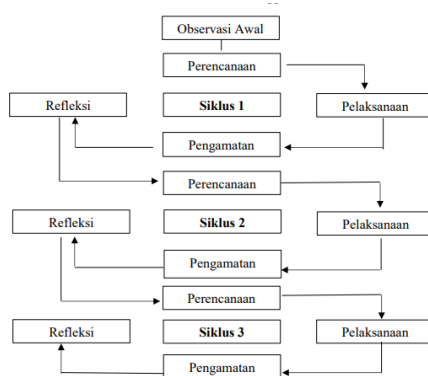 Observasi Awal
Perencanaan
Refleksi
Siklus 1
Pelaksanaan
Pengamatan
Perencanaan
Refleksi
Siklus 2
Pelaksanaan
Pengamatan
Perencanaan
Refleksi
Siklus 3
Pelaksanaan
Pengamatan